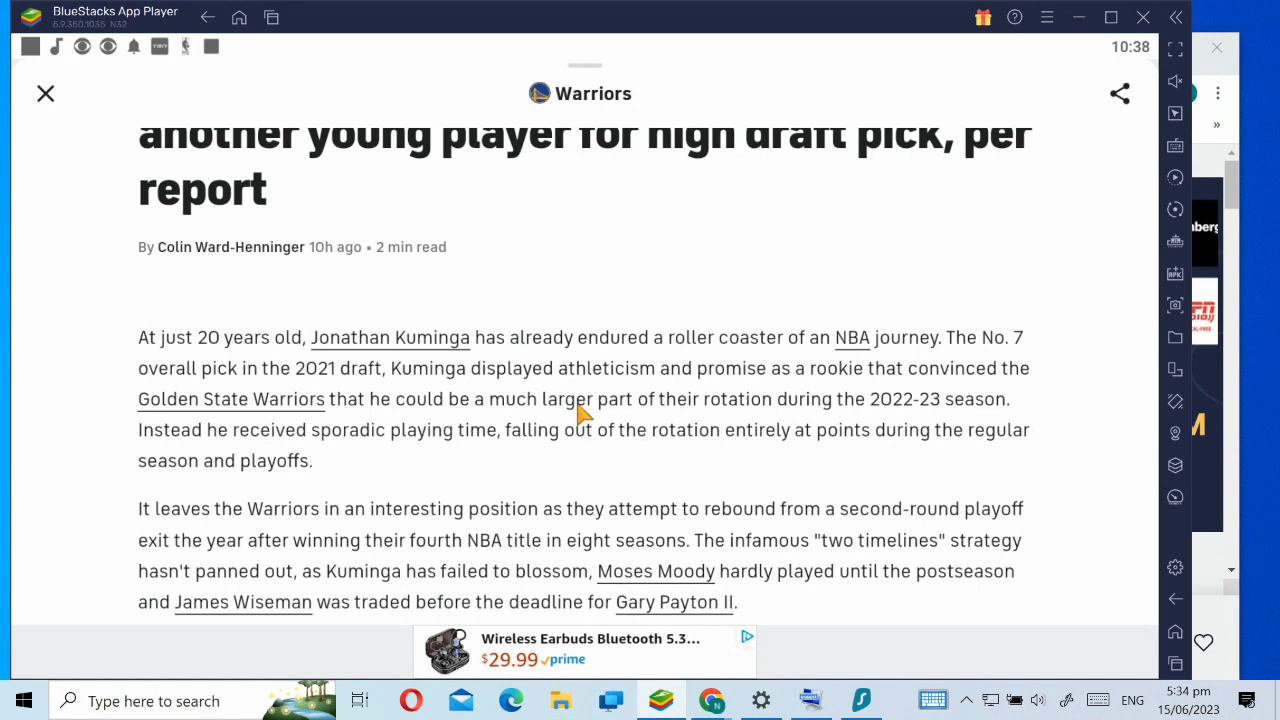 BlueStacks App Player
5.9.350.1035 N32
10:38
Warriors
another young player for high draft pick, per
report
By Colin Ward-Henninger 10h ago • 2 min read
At just 20 years old, Jonathan Kuminga has already endured a roller coaster of an NBA journey. The No. 7
overall pick in the 2021 draft, Kuminga displayed athleticism and promise as a rookie that convinced the
Golden State Warriors that he could be a much larger part of their rotation during the 2022-23 season.
Instead he received sporadic playing time, falling out of the rotation entirely at points during the regular
season and playoffs.
It leaves the Warriors in an interesting position as they attempt to rebound from a second-round playoff
exit the year after winning their fourth NBA title in eight seasons. The infamous "two timelines" strategy
hasn't panned out, as Kuminga has failed to blossom, Moses Moody hardly played until the postseason
and James Wiseman was traded before the deadline for Gary Payton II.
Wireless Earbuds Bluetooth 5.3...
$29.99 prime
Type here to search
ENG
5:34 pm
15/06/2023